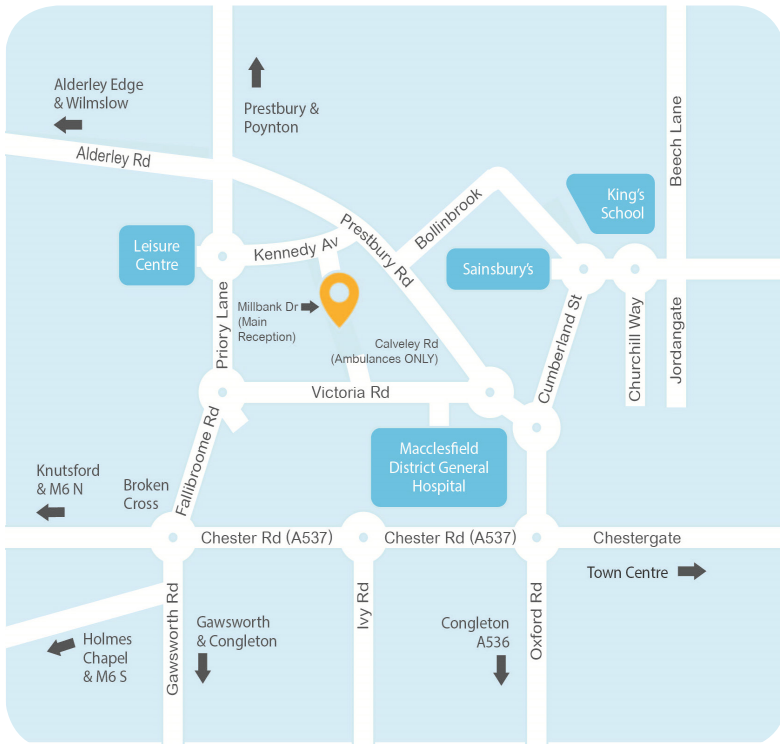 Alderley Edge
& Wilmslow
Prestbury &
Poynton
Beech Lane
Alderley Rd
King's
School
Bollinbrook
Prestbury Rd
Leisure
Centre
Kennedy Av
Sainsbury's
Priory Lane
Millbank Dr
(Main
Reception)
Calveley Rd
(Ambulances ONLY)
Cumberland St
Churchill Way
Jordangate
Victoria Rd
Fallibroome Rd
Macclesfield
District General
Hospital
Knutsford
& M6 N
Broken
Cross
Chester Rd (A537)
Chester Rd (A537)
Chestergate
Town Centre
Gawsworth Rd
Ivy Rd
Oxford Rd
Gawsworth
& Congleton
Congleton
A536
Holmes
Chapel
& M6 S